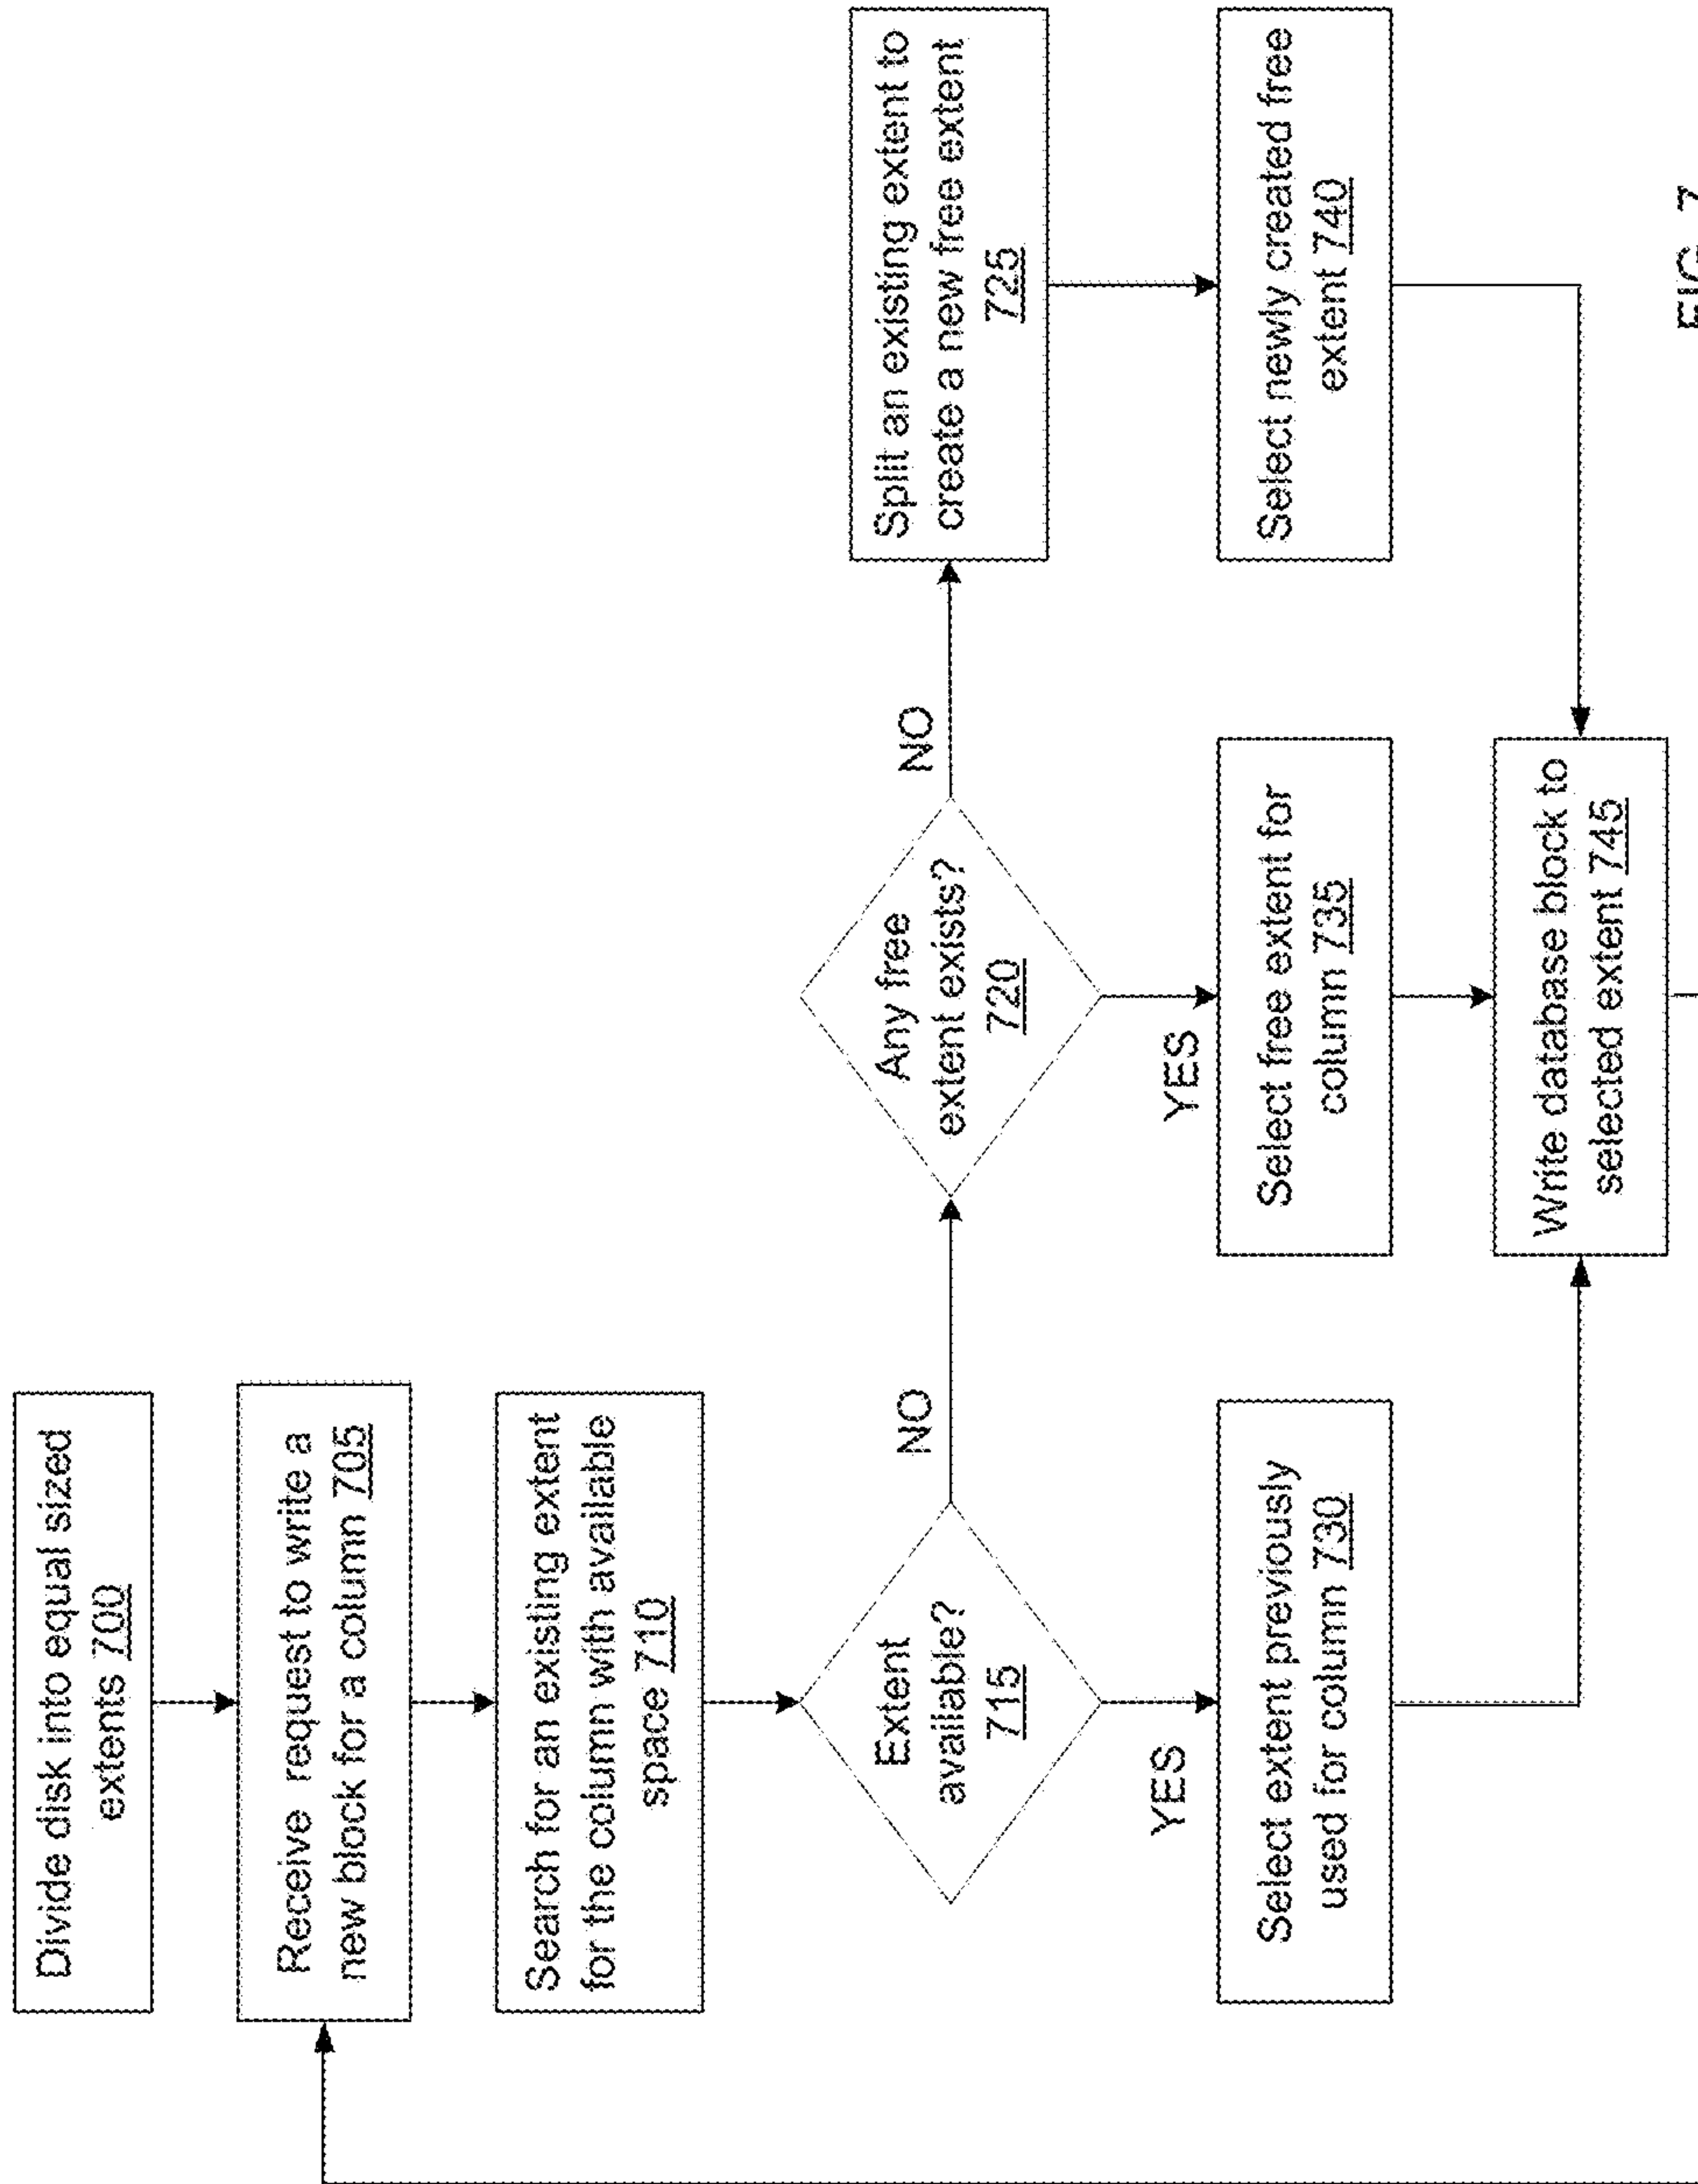 Divide disk into equal sized
extents 700
Receive request to write a
new block for a column 705
Search for an existing extent
for the column with available
space 710
Extent
available?
715
NO
YES
Any free
extent exists?
720
NO
YES
Split an existing extent to
create a new free extent
725
Select extent previously
used for column 730
Select free extent for
column 735
Select newly created free
extent 740
Write database block to
selected extent 745
FIG. 7